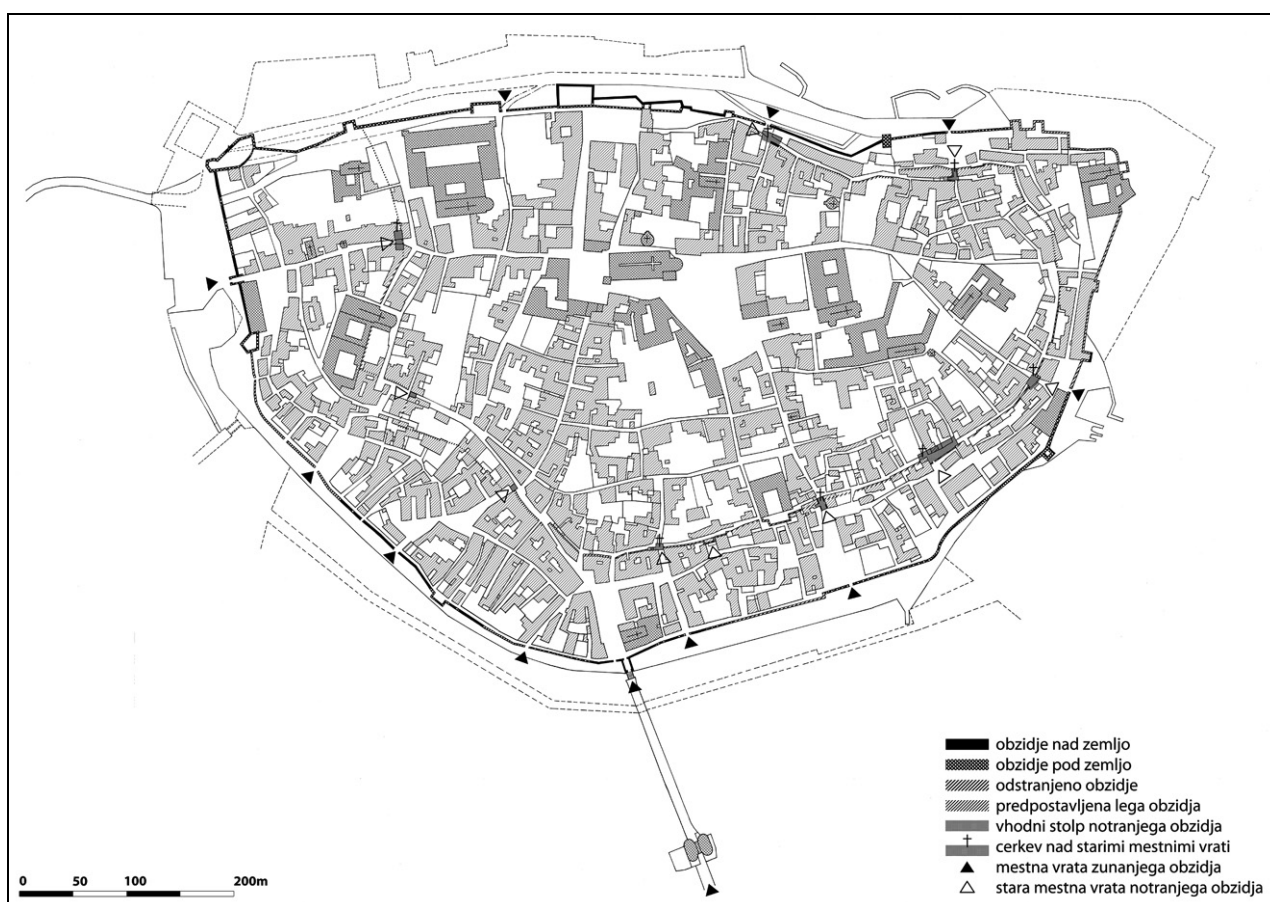 obzidje nad zemljo
obzidje pod zemljo
odstranjeno obzidje
predpostavljena lega obzidja
vhodni stolp notranjega obzidja
cerkev nad starimi mestnimi vrati
mestna vrata zunanjega obzidja
stara mestna vrata notranjega obzidja
0 50 100 200m